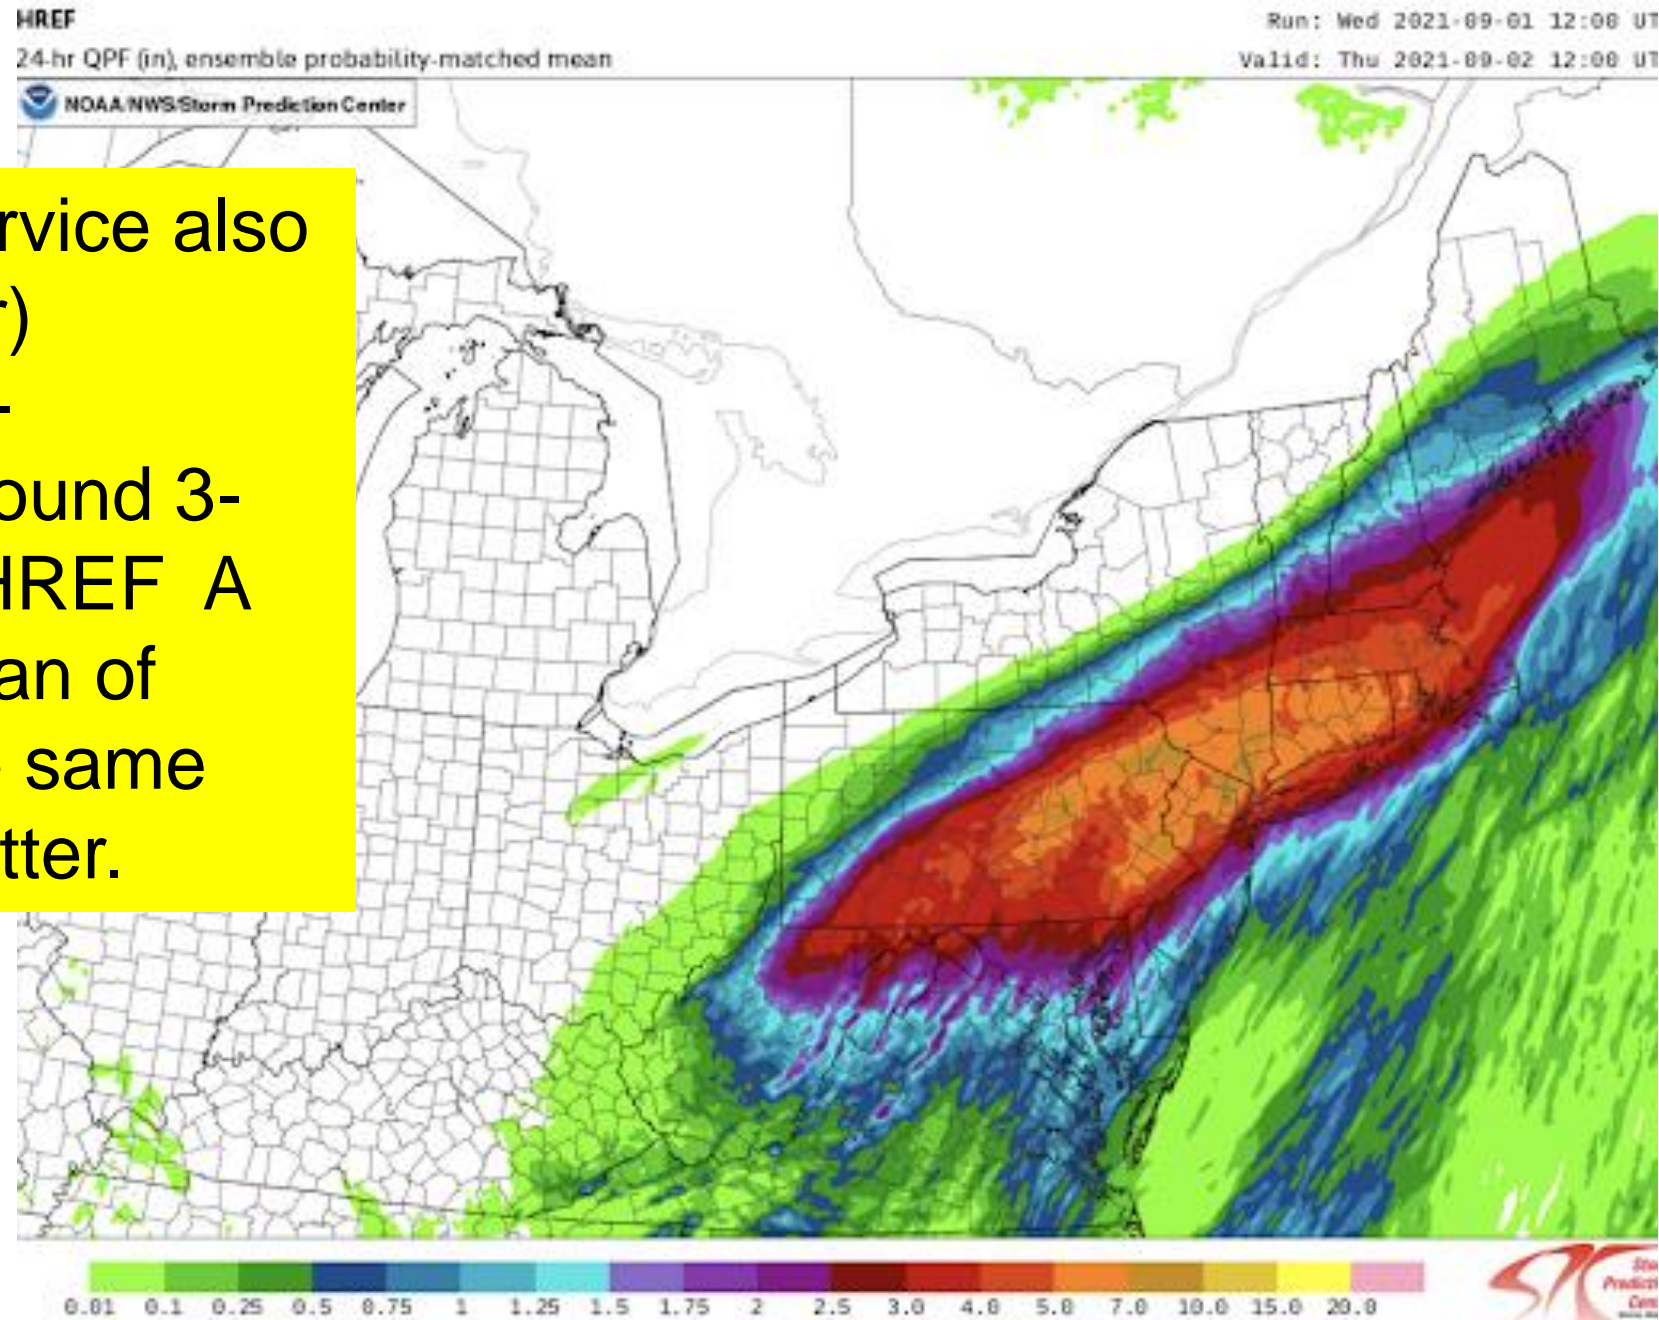 HREF
Run: Wed 2021-09-01 12:00 UT
24-hr QPF (in), ensemble probability-matched mean
Valid: Thu 2021-09-02 12:00 UT
NOAA/NWS/Storm Prediction Center
rvice also
r)
-
ound 3-
HREF A
an of
same
tter.
0.01 0.1 0.25 0.5 0.75 1 1.25 1.5 1.75 2 2.5 3.0 4.0 5.0 7.0 10.0 15.0 20.0